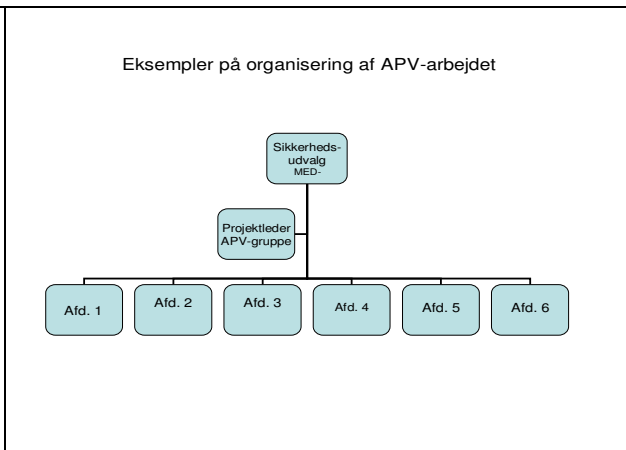 Eksempler på organisering af APV-arbejdet
Sikkerheds-
udvalg
MED-
Projektleder
APV-gruppe
Afd. 1
Afd. 2
Afd. 3
Afd. 4
Afd. 5
Afd. 6